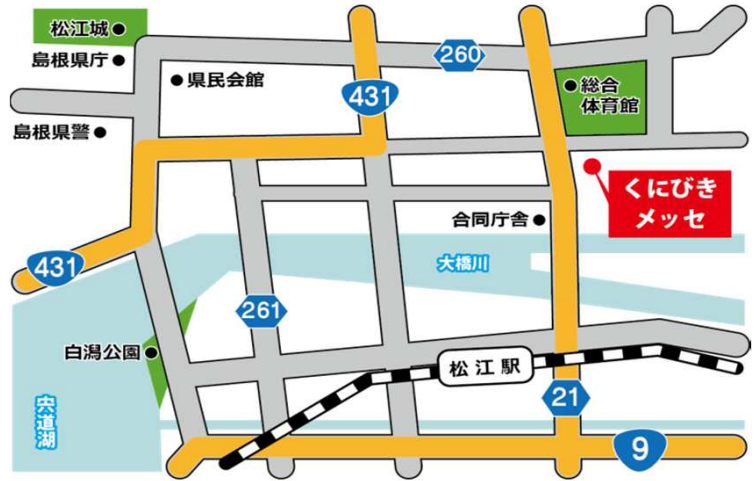 松江城
島根県庁
県民会館
260
431
総合
体育館
島根県警
くにびき
メッセ
合同庁舎
大橋川
431
261
白潟公園
松江駅
21
宍道湖
9